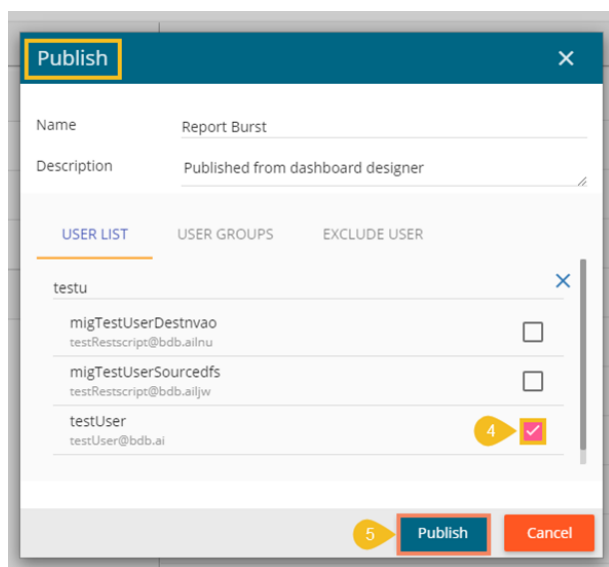 Publish
Name Report Burst
Description Published from dashboard designer
USER LIST USER GROUPS EXCLUDE USER
testu
migTestUserDestnvao
testRestscript@bdb.ailnu
migTestUserSourcedfs
testRestscript@bdb.ailjw
testUser
testUser@bdb.ai
4
5 Publish Cancel